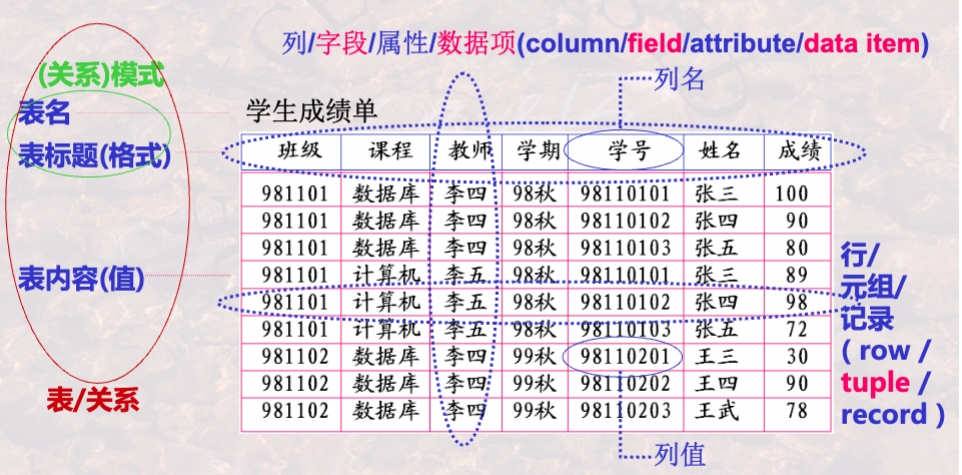 列/字段/属性/数据项(column/field/attribute/data item)
(关系)模式
列名
表名
学生成绩单
表标题(格式)
班级 课程 教师 学期 学号 姓名 成绩
981101 数据库 李四 98秋 98110101 张三 100
981101 数据库 李四 98秋 98110102 张四 90
981101 数据库 李四 98秋 98110103 张五 80
981101 计算机 李五 98秋 98110101 张三 89
981101 计算机 李五 98秋 98110102 张四 98
981101 计算机 李五 98秋 98110103 张五 72
981102 数据库 李四 99秋 98110201 王三 30
981102 数据库 李四 99秋 98110202 王四 90
981102 数据库 李四 99秋 98110203 王武 78
表内容(值)
行/
元组/
记录
( row /
tuple /
record )
表/关系
列值